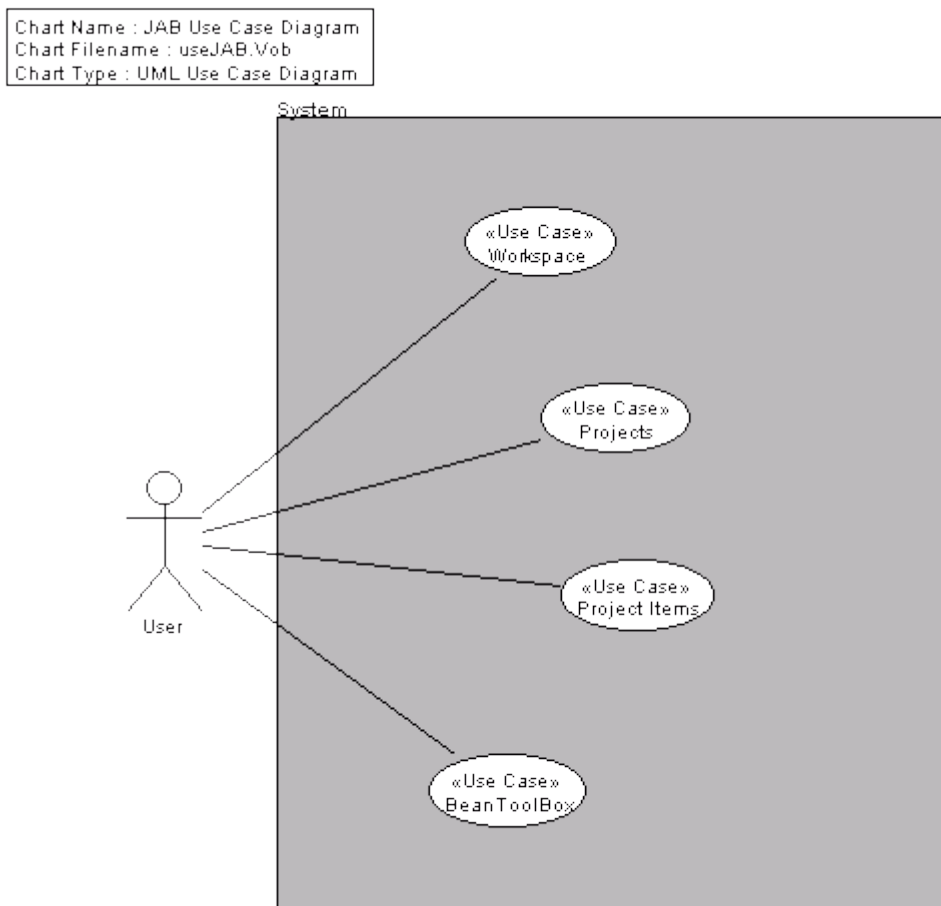 Chart Name : JAB Use Case Diagram
Chart Filename : useJAB.Vob
Chart Type : UML Use Case Diagram
System
«Use Case»
Workspace
«Use Case»
Projects
«Use Case»
Project Items
User
«Use Case»
BeanToolBox